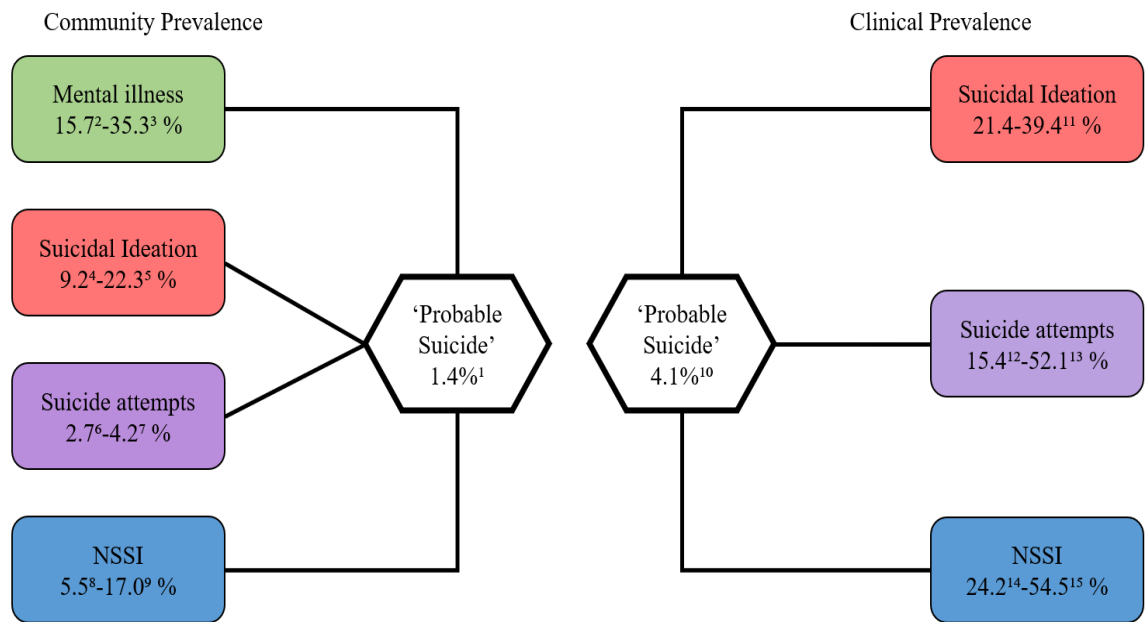 Community Prevalence
Mental illness
15.7²-35.3³ %
Suicidal Ideation
9.2⁴-22.3⁵ %
Suicide attempts
2.7⁶-4.2⁷ %
NSSI
5.5⁸-17.0⁹ %
‘Probable
Suicide’
1.4%¹
Clinical Prevalence
‘Probable
Suicide’
4.1%¹⁰
Suicidal Ideation
21.4-39.4¹¹ %
Suicide attempts
15.4¹²-52.1¹³ %
NSSI
24.2¹⁴-54.5¹⁵ %